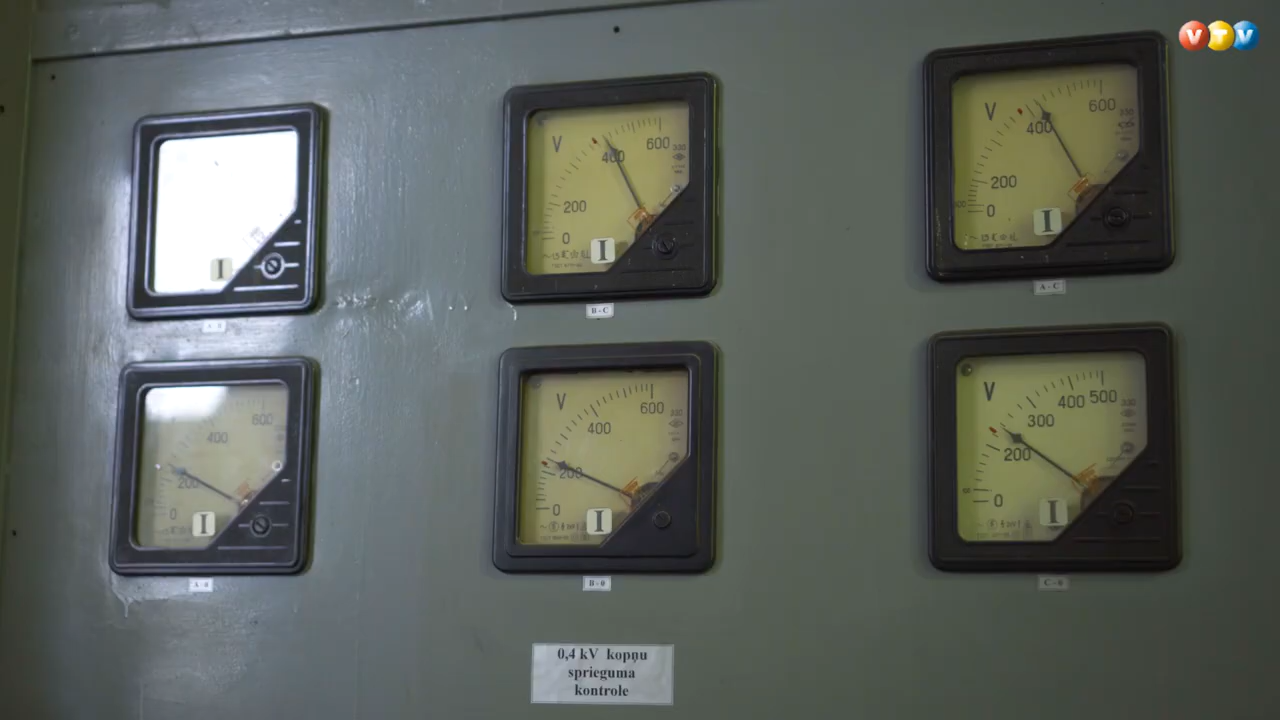 VTV
V
400
600
200
0
I
B - C
V
400
600
200
0
I
A - C
I
400
600
200
0
I
A - 0
V
400
600
200
0
I
B - 0
V
300
400
500
200
0
I
C - 0
0,4 kV kopņu
sprieguma
kontrole